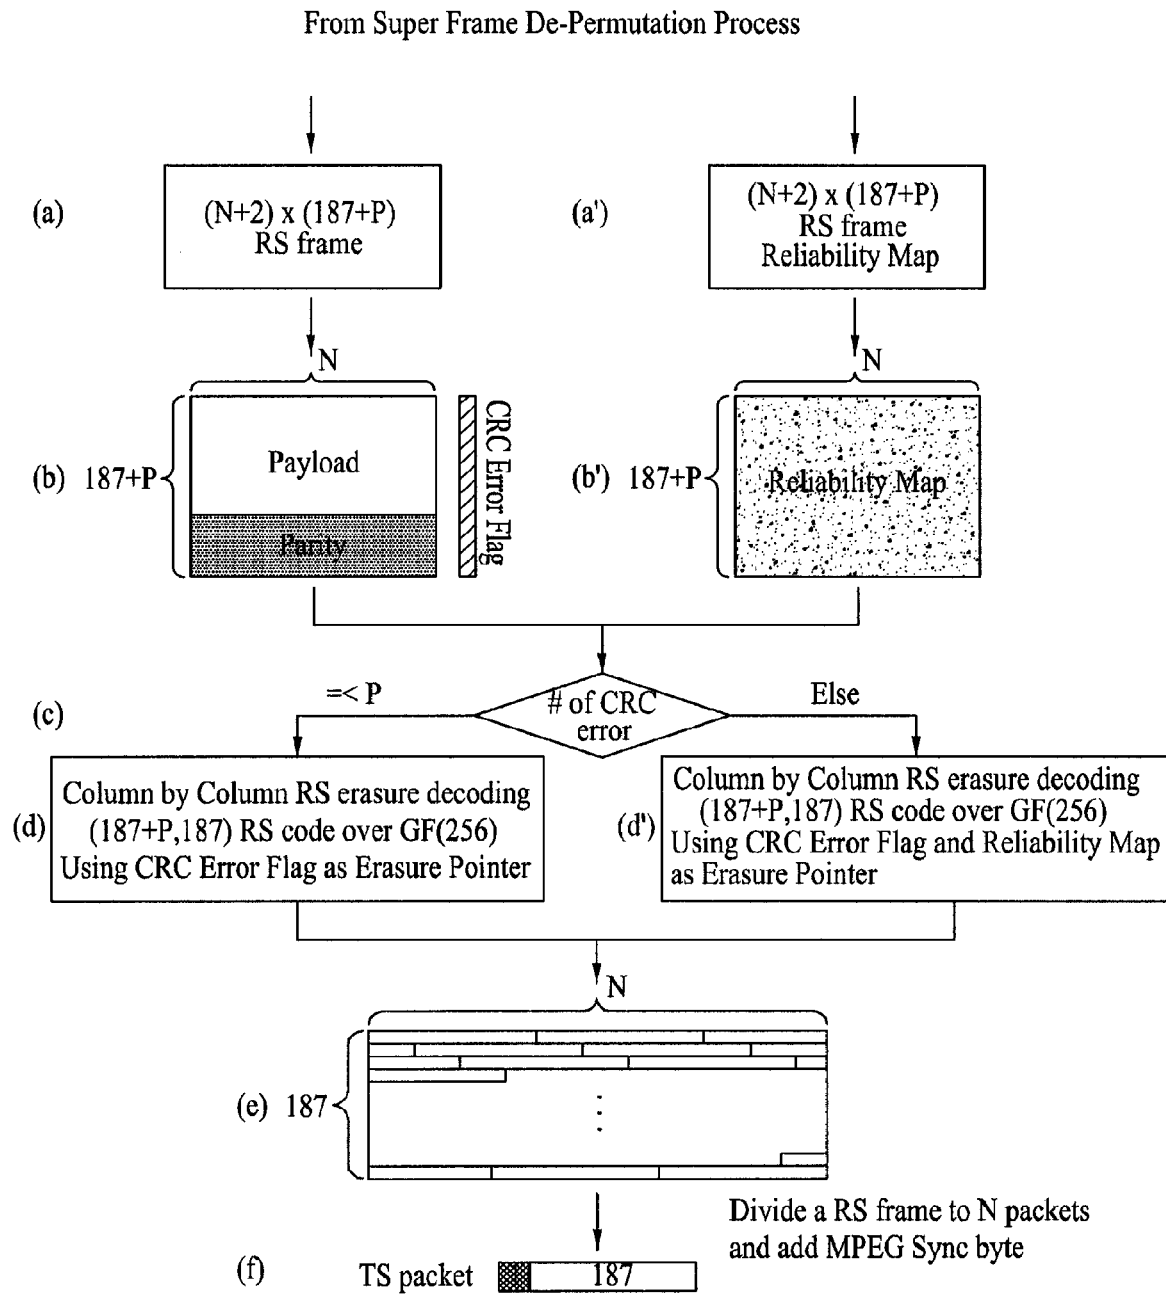 From Super Frame De-Permutation Process
(a)
(N+2) x (187+P)
RS frame
(a')
(N+2) x (187+P)
RS frame
Reliability Map
N
N
(b)
187+P
Payload
Parity
CRC Error Flag
(b')
187+P
Reliability Map
(c)
=< P
# of CRC
error
Else
(d)
Column by Column RS erasure decoding
(187+P,187) RS code over GF(256)
Using CRC Error Flag as Erasure Pointer
(d')
Column by Column RS erasure decoding
(187+P,187) RS code over GF(256)
Using CRC Error Flag and Reliability Map
as Erasure Pointer
N
(e)
187
Divide a RS frame to N packets
and add MPEG Sync byte
(f)
TS packet
187